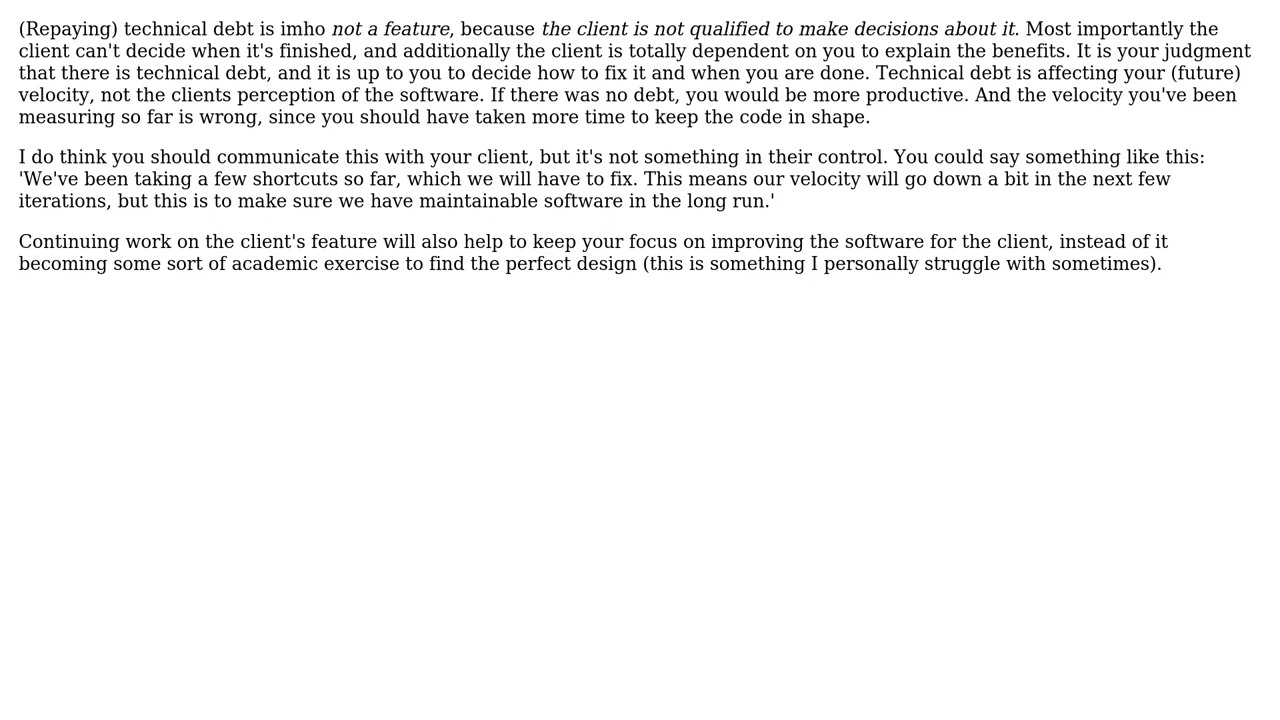 (Repaying) technical debt is imho not a feature, because the client is not qualified to make decisions about it. Most importantly the
client can't decide when it's finished, and additionally the client is totally dependent on you to explain the benefits. It is your judgment
that there is technical debt, and it is up to you to decide how to fix it and when you are done. Technical debt is affecting your (future)
velocity, not the clients perception of the software. If there was no debt, you would be more productive. And the velocity you've been
measuring so far is wrong, since you should have taken more time to keep the code in shape.
I do think you should communicate this with your client, but it's not something in their control. You could say something like this:
'We've been taking a few shortcuts so far, which we will have to fix. This means our velocity will go down a bit in the next few
iterations, but this is to make sure we have maintainable software in the long run.'
Continuing work on the client's feature will also help to keep your focus on improving the software for the client, instead of it
becoming some sort of academic exercise to find the perfect design (this is something I personally struggle with sometimes).